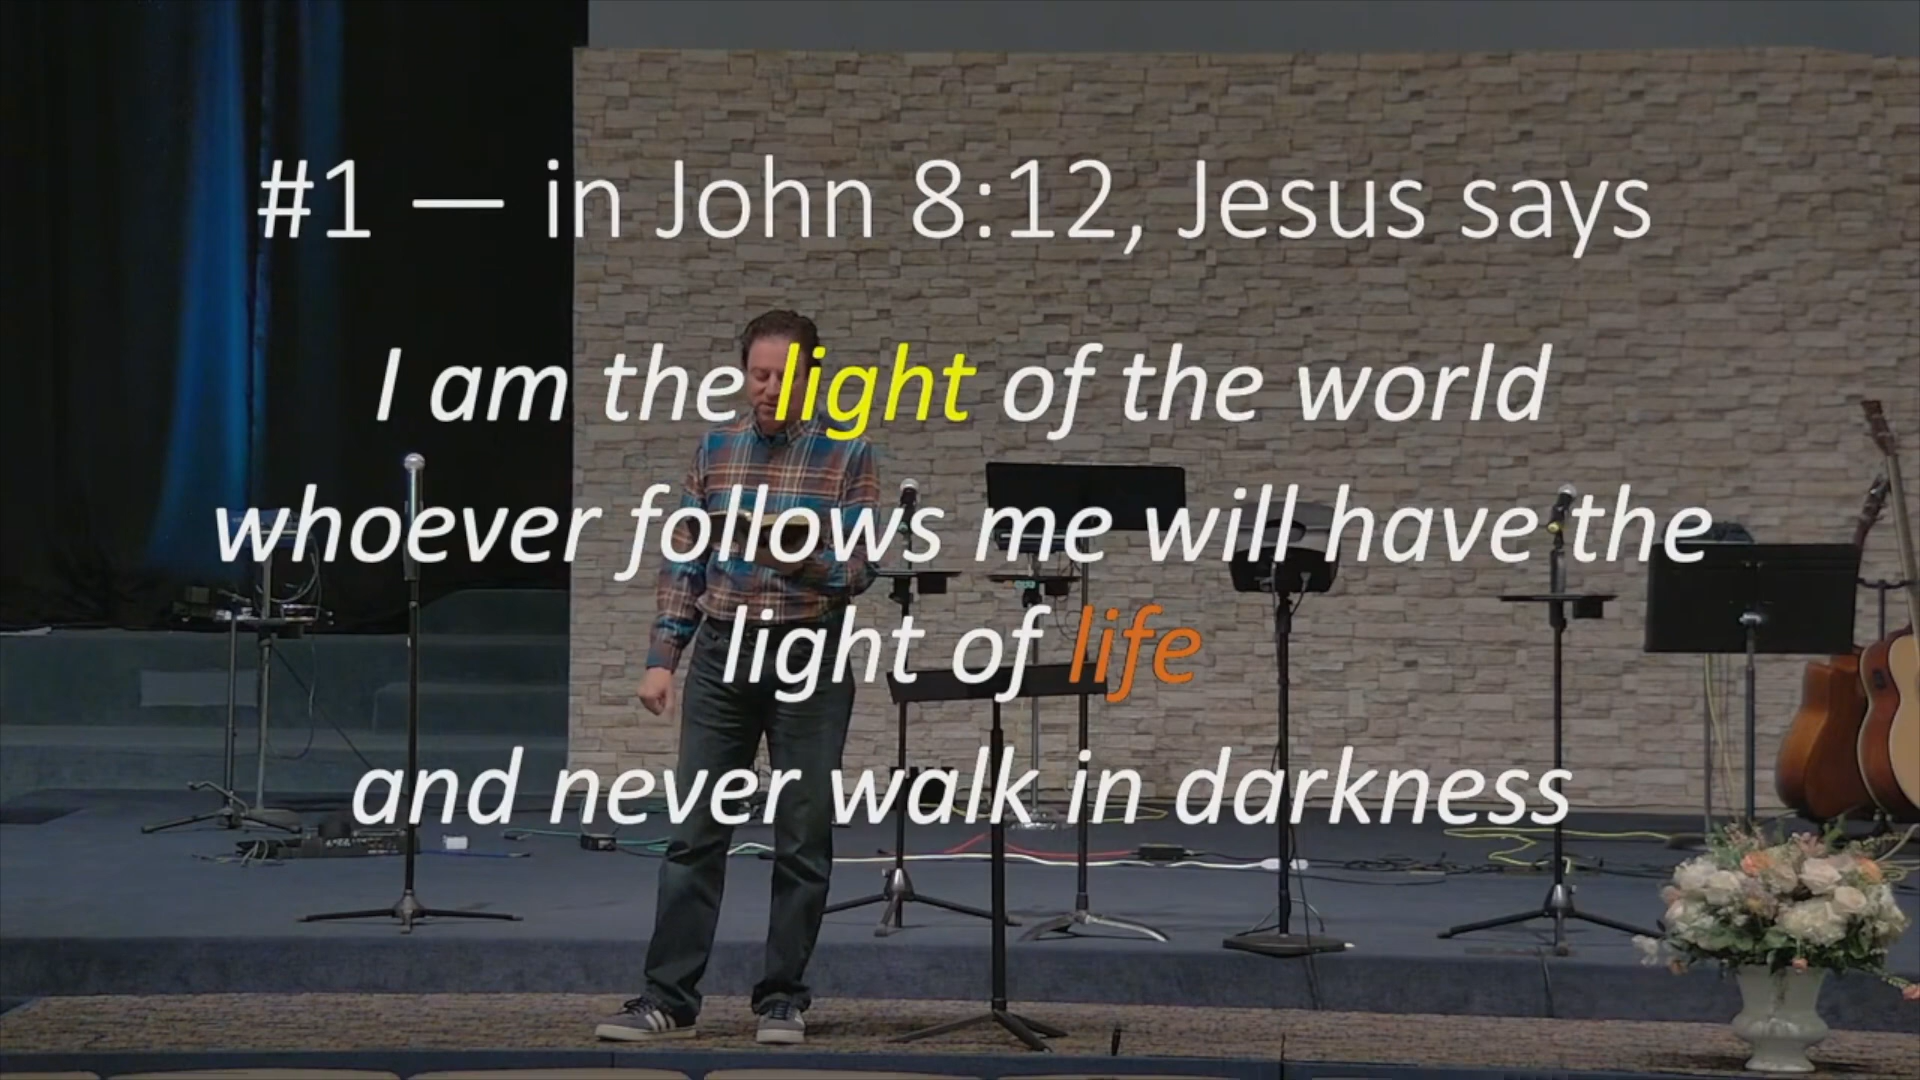 #1 — in John 8:12, Jesus says
I am the light of the world
whoever follows me will have the
light of life
and never walk in darkness